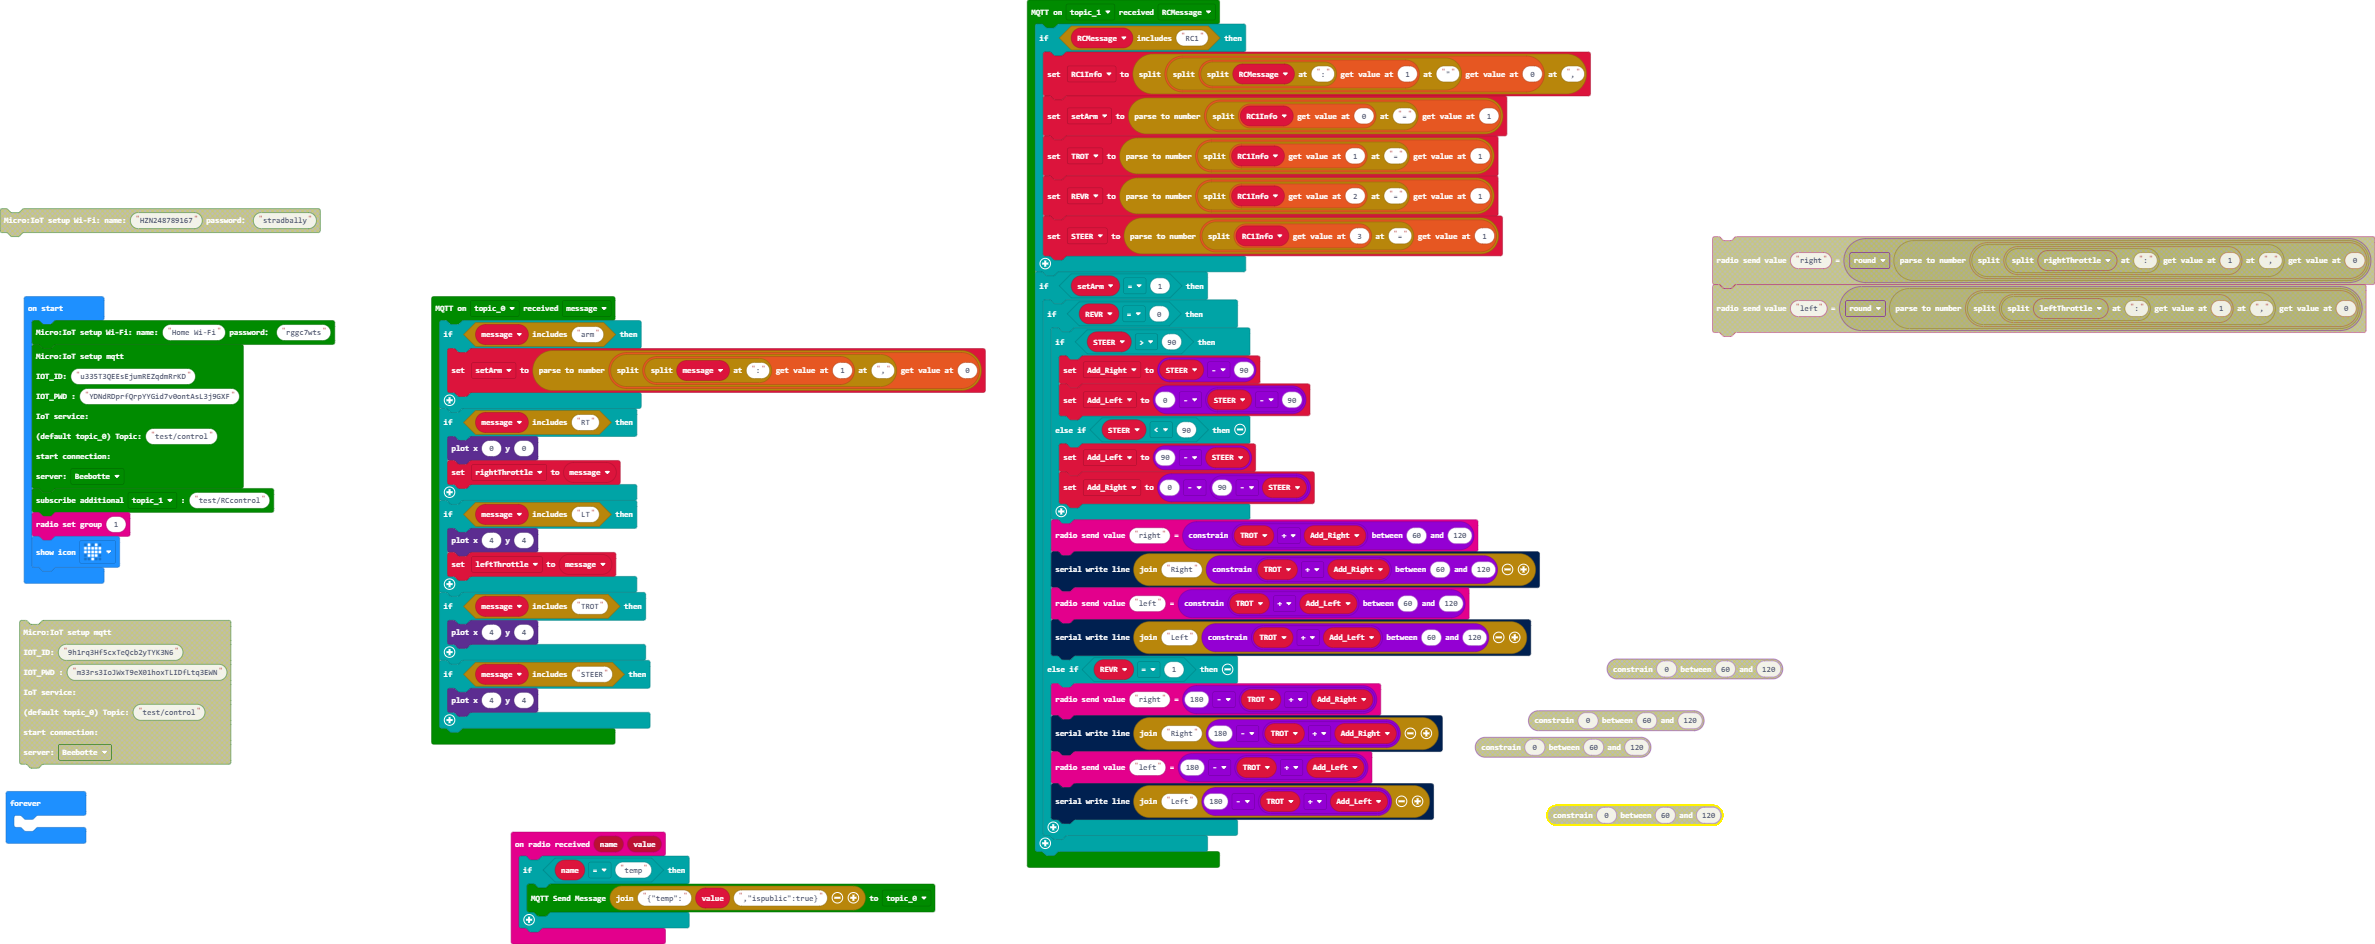 Micro:IoT setup Wi-Fi: name: "HZN248789167" password: "stradbally"
on start
Micro:IoT setup Wi-Fi: name: "Home Wi-Fi" password: "rggc7wts"
Micro:IoT setup mqtt
IOT_ID: "u335T3QEEsEjumREZqdmRrKD"
IOT_PWD : "YDNdRDprfQrpYYGid7v0ontAsL3j9GXF"
IoT service:
(default topic_0) Topic: "test/control"
start connection:
server: Beebotte
subscribe additional topic_1 : "test/RCcontrol"
radio set group 1
show icon
Micro:IoT setup mqtt
IOT_ID: "9h1rq3Hf5cxTeQcb2yTYK3N6"
IOT_PWD : "m33rs3IoJWxT9eX01hoxTLIDfLtq3EWN"
IoT service:
(default topic_0) Topic: "test/control"
start connection:
server: Beebotte
forever
MQTT on topic_0 received message
if message includes "arm" then
set setArm to parse to number split split message at ":" get value at 1 at "," get value at 0
if message includes "RT" then
plot x 0 y 0
set rightThrottle to message
if message includes "LT" then
plot x 4 y 4
set leftThrottle to message
if message includes "TROT" then
plot x 4 y 4
if message includes "STEER" then
plot x 4 y 4
on radio received name value
if name = "temp" then
MQTT Send Message join "{"temp":" value ","ispublic":true}" to topic_0
MQTT on topic_1 received RCMessage
if RCMessage includes "RC1" then
set RC1Info to split split split RCMessage at ":" get value at 1 at """ get value at 0 at ","
set setArm to parse to number split RC1Info get value at 0 at "=" get value at 1
set TROT to parse to number split RC1Info get value at 1 at "=" get value at 1
set REVR to parse to number split RC1Info get value at 2 at "=" get value at 1
set STEER to parse to number split RC1Info get value at 3 at "=" get value at 1
if setArm = 1 then
if REVR = 0 then
if STEER > 90 then
set Add_Right to STEER - 90
set Add_Left to 0 - STEER - 90
else if STEER < 90 then
set Add_Left to 90 - STEER
set Add_Right to 0 - 90 - STEER
radio send value "right" = constrain TROT + Add_Right between 60 and 120
serial write line join "Right" constrain TROT + Add_Right between 60 and 120
radio send value "left" = constrain TROT + Add_Left between 60 and 120
serial write line join "Left" constrain TROT + Add_Left between 60 and 120
else if REVR = 1 then
radio send value "right" = 180 - TROT + Add_Right
serial write line join "Right" 180 - TROT + Add_Right
radio send value "left" = 180 - TROT + Add_Left
serial write line join "Left" 180 - TROT + Add_Left
radio send value "right" = round parse to number split split rightThrottle at ":" get value at 1 at "," get value at 0
radio send value "left" = round parse to number split split leftThrottle at ":" get value at 1 at "," get value at 0
constrain 0 between 60 and 120
constrain 0 between 60 and 120
constrain 0 between 60 and 120
constrain 0 between 60 and 120